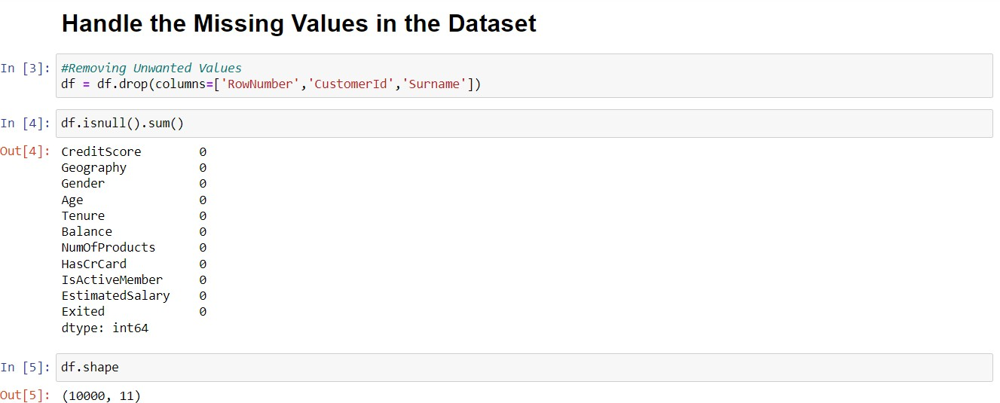 Handle the Missing Values in the Dataset
In [3]: #Removing Unwanted Values
df = df.drop(columns=['RowNumber','CustomerId','Surname'])
In [4]: df.isnull().sum()
Out[4]: CreditScore 0
Geography 0
Gender 0
Age 0
Tenure 0
Balance 0
NumOfProducts 0
HasCrCard 0
IsActiveMember 0
EstimatedSalary 0
Exited 0
dtype: int64
In [5]: df.shape
Out[5]: (10000, 11)